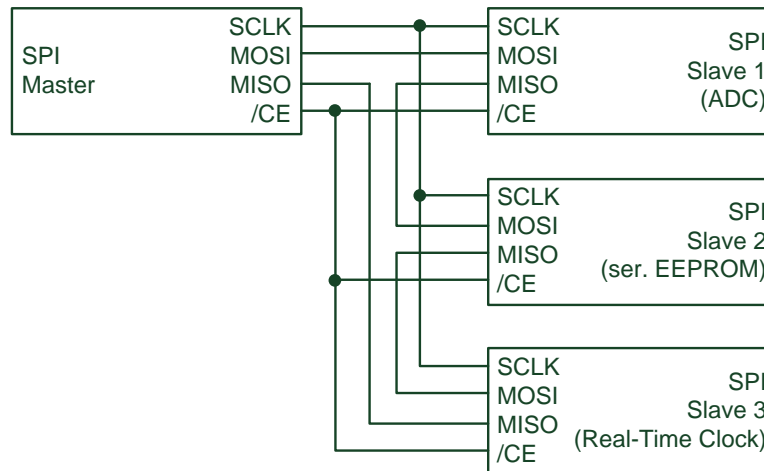 SPI
Master
SCLK
MOSI
MISO
/CE
SCLK
MOSI
MISO
/CE
SPI
Slave 1
(ADC)
SCLK
MOSI
MISO
/CE
SPI
Slave 2
(ser. EEPROM)
SCLK
MOSI
MISO
/CE
SPI
Slave 3
(Real-Time Clock)